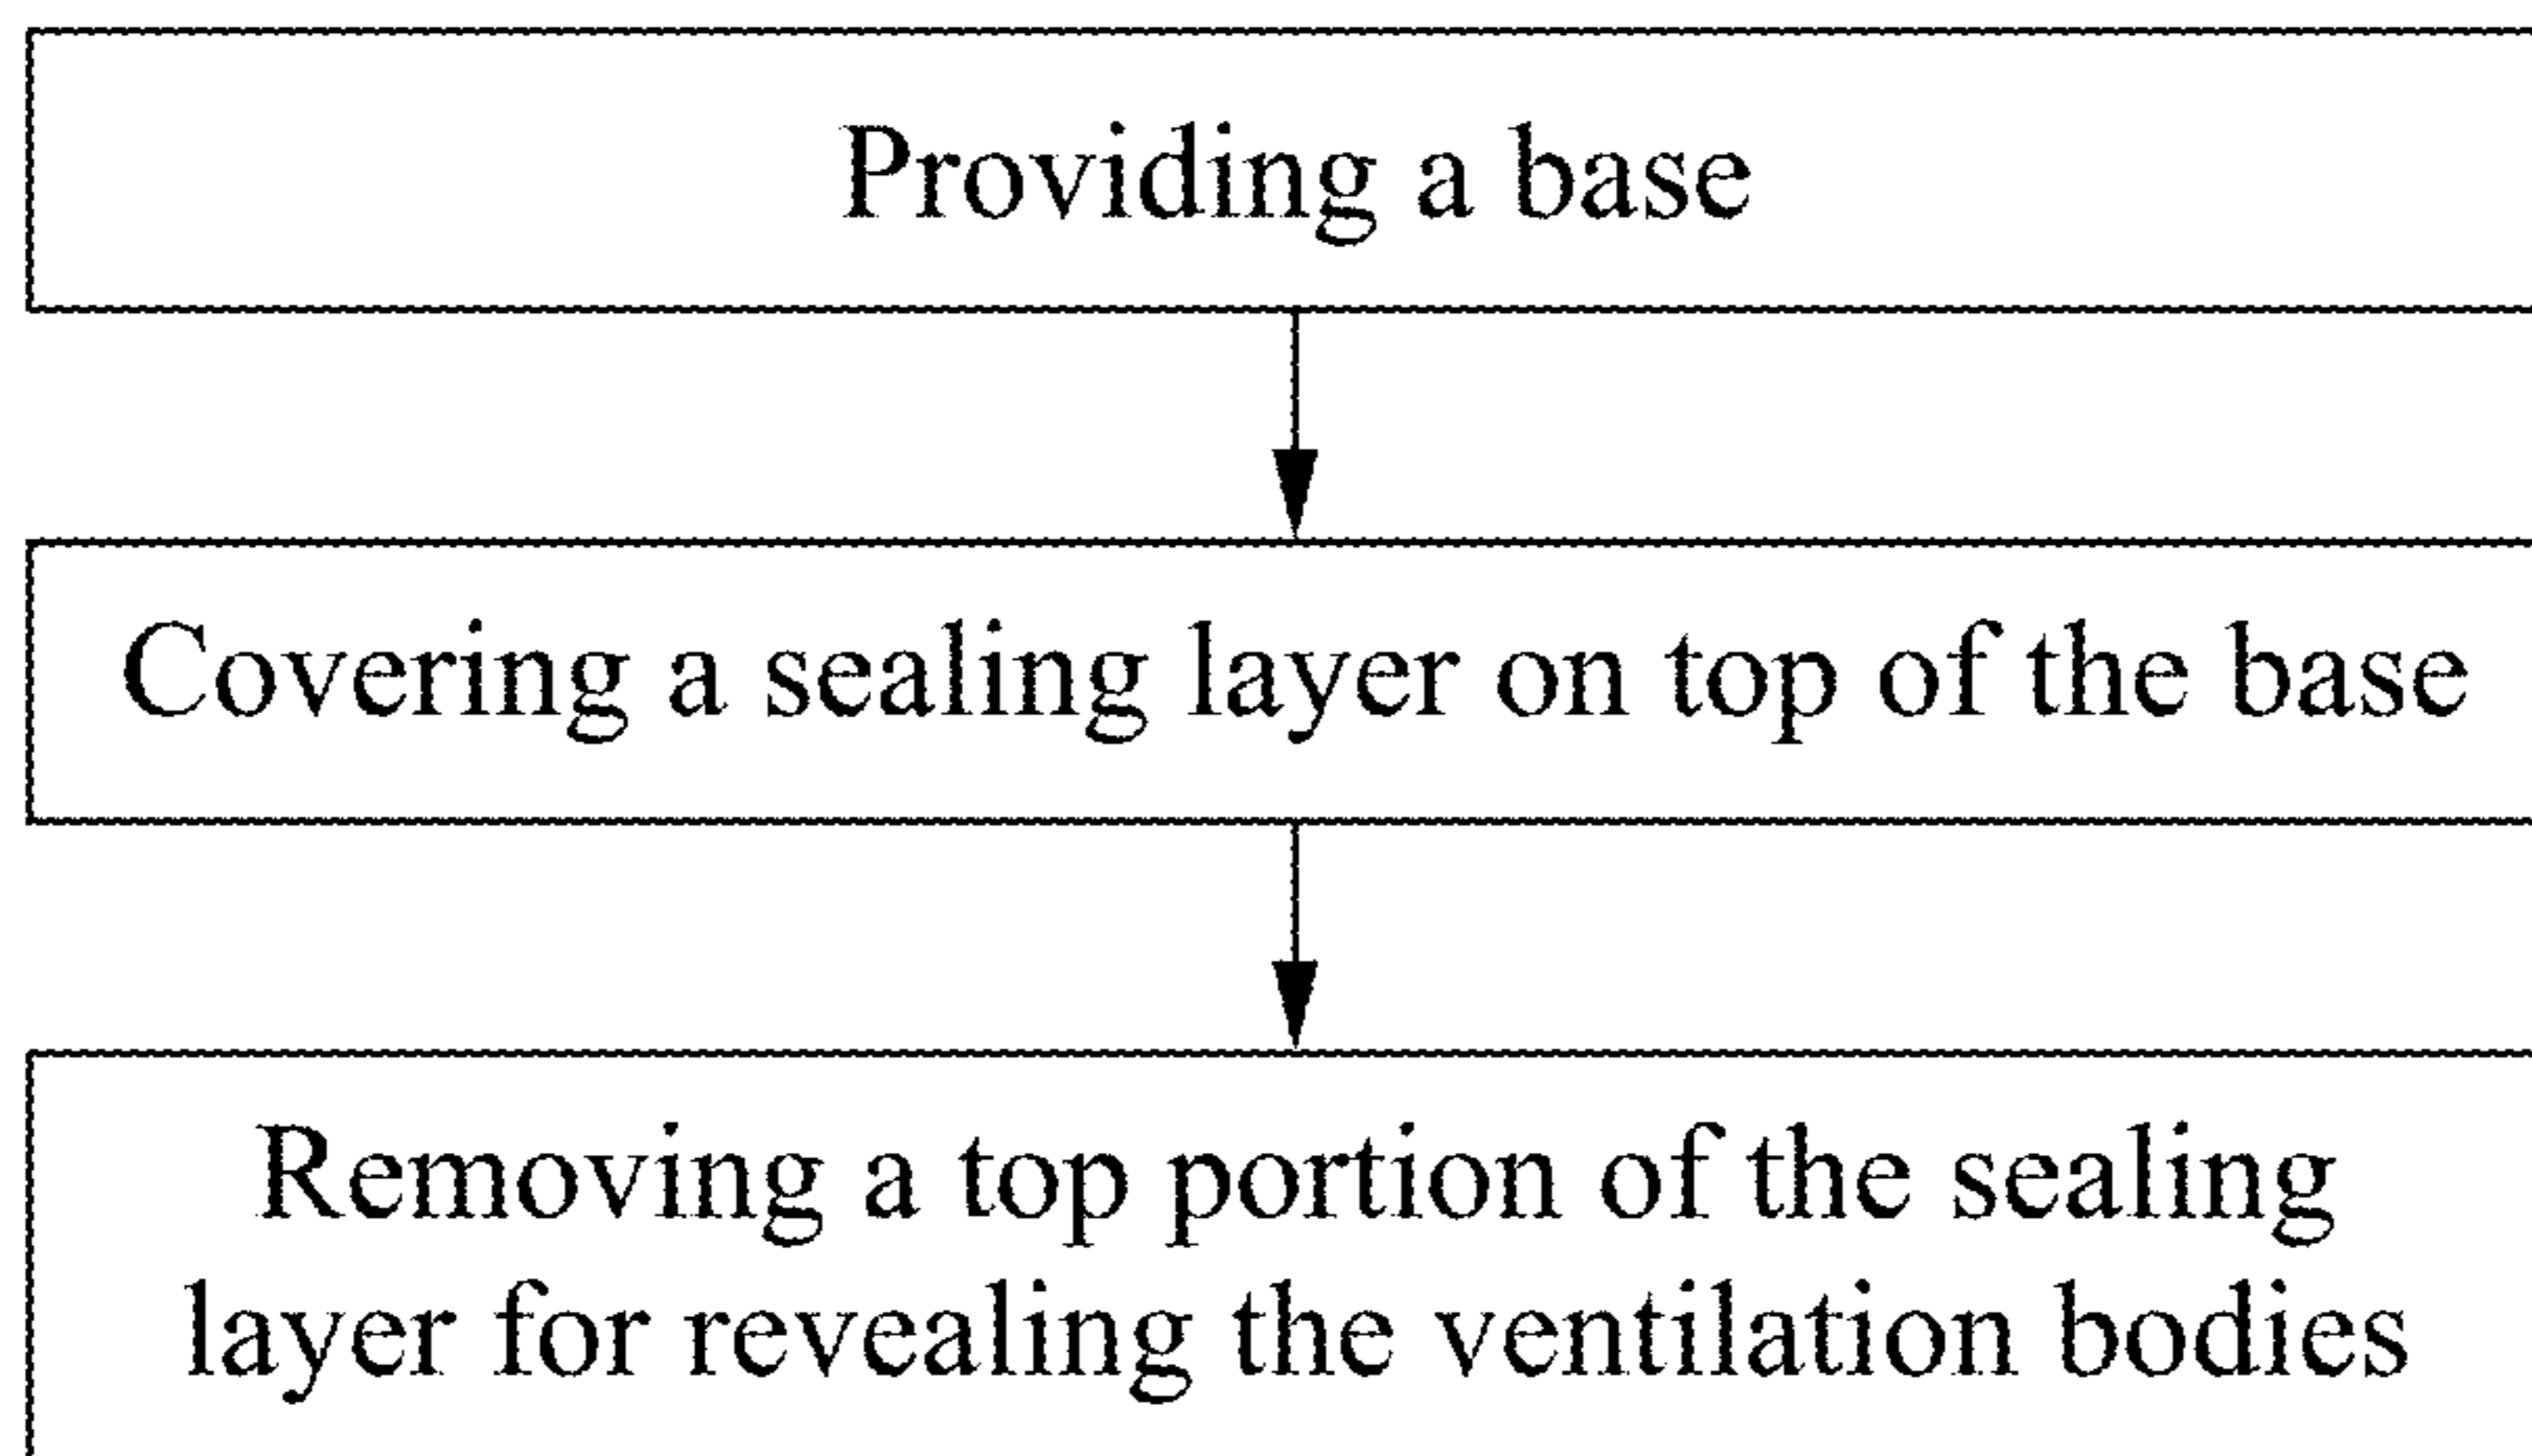 Providing a base
Covering a sealing layer on top of the base
Removing a top portion of the sealing
layer for revealing the ventilation bodies